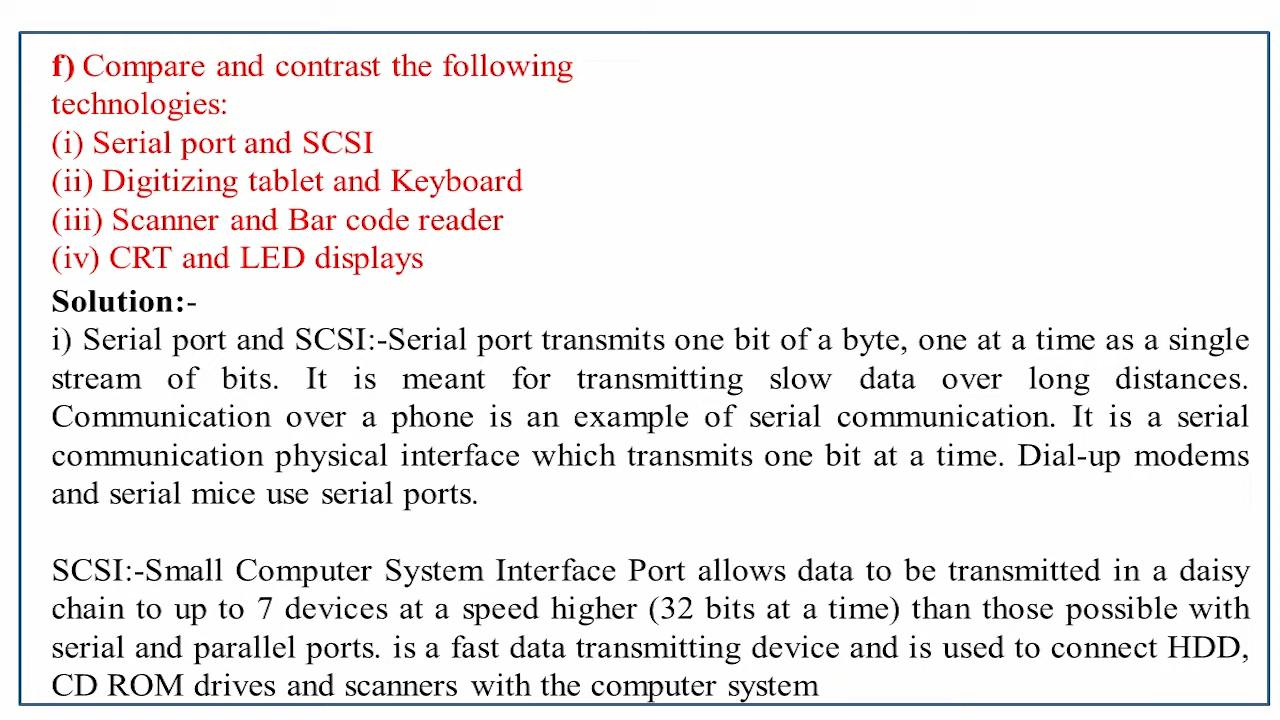 f) Compare and contrast the following
technologies:
(i) Serial port and SCSI
(ii) Digitizing tablet and Keyboard
(iii) Scanner and Bar code reader
(iv) CRT and LED displays
Solution:-
i) Serial port and SCSI:-Serial port transmits one bit of a byte, one at a time as a single
stream of bits. It is meant for transmitting slow data over long distances.
Communication over a phone is an example of serial communication. It is a serial
communication physical interface which transmits one bit at a time. Dial-up modems
and serial mice use serial ports.
SCSI:-Small Computer System Interface Port allows data to be transmitted in a daisy
chain to up to 7 devices at a speed higher (32 bits at a time) than those possible with
serial and parallel ports. is a fast data transmitting device and is used to connect HDD,
CD ROM drives and scanners with the computer system